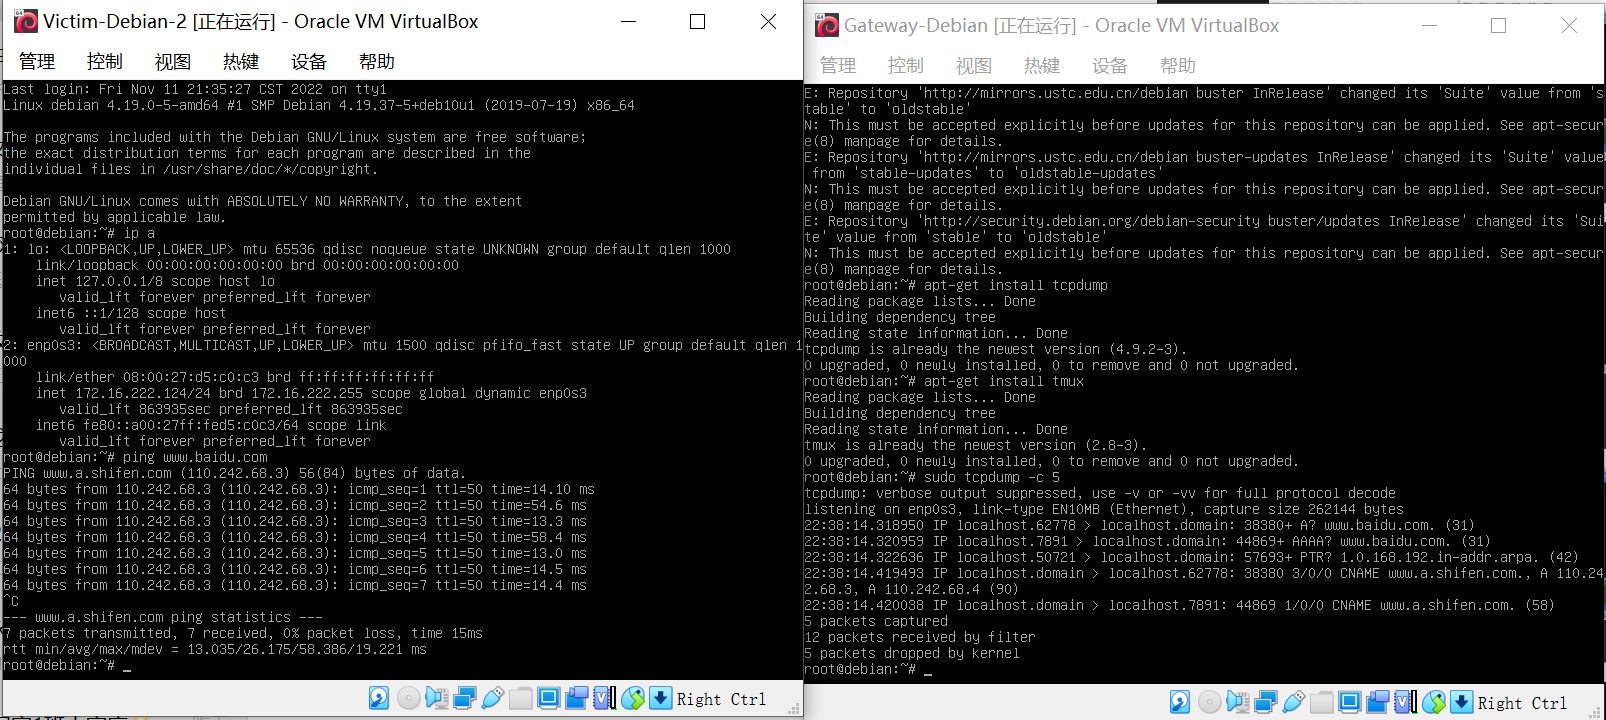 Victim-Debian-2 [正在运行] - Oracle VM VirtualBox
管理 控制 视图 热键 设备 帮助
Last login: Fri Nov 11 21:35:27 CST 2022 on tty1
Linux debian 4.19.0-5-amd64 #1 SMP Debian 4.19.37-5+deb10u1 (2019-07-19) x86_64
The programs included with the Debian GNU/Linux system are free software;
the exact distribution terms for each program are described in the
individual files in /usr/share/doc/*/copyright.
Debian GNU/Linux comes with ABSOLUTELY NO WARRANTY, to the extent
permitted by applicable law.
root@debian:~# ip a
1: lo: <LOOPBACK,UP,LOWER_UP> mtu 65536 qdisc noqueue state UNKNOWN group default qlen 1000
link/loopback 00:00:00:00:00:00 brd 00:00:00:00:00:00
inet 127.0.0.1/8 scope host lo
valid_lft forever preferred_lft forever
inet6 ::1/128 scope host
valid_lft forever preferred_lft forever
2: enp0s3: <BROADCAST,MULTICAST,UP,LOWER_UP> mtu 1500 qdisc pfifo_fast state UP group default qlen 1
000
link/ether 08:00:27:d5:c0:c3 brd ff:ff:ff:ff:ff:ff
inet 172.16.222.124/24 brd 172.16.222.255 scope global dynamic enp0s3
valid_lft 863935sec preferred_lft 863935sec
inet6 fe80::a00:27ff:fed5:c0c3/64 scope link
valid_lft forever preferred_lft forever
root@debian:~# ping www.baidu.com
PING www.a.shifen.com (110.242.68.3) 56(84) bytes of data.
64 bytes from 110.242.68.3 (110.242.68.3): icmp_seq=1 ttl=50 time=14.10 ms
64 bytes from 110.242.68.3 (110.242.68.3): icmp_seq=2 ttl=50 time=54.6 ms
64 bytes from 110.242.68.3 (110.242.68.3): icmp_seq=3 ttl=50 time=13.3 ms
64 bytes from 110.242.68.3 (110.242.68.3): icmp_seq=4 ttl=50 time=58.4 ms
64 bytes from 110.242.68.3 (110.242.68.3): icmp_seq=5 ttl=50 time=13.0 ms
64 bytes from 110.242.68.3 (110.242.68.3): icmp_seq=6 ttl=50 time=14.5 ms
64 bytes from 110.242.68.3 (110.242.68.3): icmp_seq=7 ttl=50 time=14.4 ms
^C
--- www.a.shifen.com ping statistics ---
7 packets transmitted, 7 received, 0% packet loss, time 15ms
rtt min/avg/max/mdev = 13.035/26.175/58.386/19.221 ms
root@debian:~# _
Right Ctrl
Gateway-Debian [正在运行] - Oracle VM VirtualBox
管理 控制 视图 热键 设备 帮助
E: Repository 'http://mirrors.ustc.edu.cn/debian buster InRelease' changed its 'Suite' value from 's
table' to 'oldstable'
N: This must be accepted explicitly before updates for this repository can be applied. See apt-secur
e(8) manpage for details.
E: Repository 'http://mirrors.ustc.edu.cn/debian buster-updates InRelease' changed its 'Suite' value
from 'stable-updates' to 'oldstable-updates'
N: This must be accepted explicitly before updates for this repository can be applied. See apt-secur
e(8) manpage for details.
E: Repository 'http://security.debian.org/debian-security buster/updates InRelease' changed its 'Sui
te' value from 'stable' to 'oldstable'
N: This must be accepted explicitly before updates for this repository can be applied. See apt-secur
e(8) manpage for details.
root@debian:~# apt-get install tcpdump
Reading package lists... Done
Building dependency tree
Reading state information... Done
tcpdump is already the newest version (4.9.2-3).
0 upgraded, 0 newly installed, 0 to remove and 0 not upgraded.
root@debian:~# apt-get install tmux
Reading package lists... Done
Building dependency tree
Reading state information... Done
tmux is already the newest version (2.8-3).
0 upgraded, 0 newly installed, 0 to remove and 0 not upgraded.
root@debian:~# sudo tcpdump -c 5
tcpdump: verbose output suppressed, use -v or -vv for full protocol decode
listening on enp0s3, link-type EN10MB (Ethernet), capture size 262144 bytes
22:38:14.318950 IP localhost.62778 > localhost.domain: 38380+ A? www.baidu.com. (31)
22:38:14.320959 IP localhost.7891 > localhost.domain: 44869+ AAAA? www.baidu.com. (31)
22:38:14.322636 IP localhost.50721 > localhost.domain: 57693+ PTR? 1.0.168.192.in-addr.arpa. (42)
22:38:14.419493 IP localhost.domain > localhost.62778: 38380 3/0/0 CNAME www.a.shifen.com., A 110.24
2.68.3, A 110.242.68.4 (90)
22:38:14.420038 IP localhost.domain > localhost.7891: 44869 1/0/0 CNAME www.a.shifen.com. (58)
5 packets captured
12 packets received by filter
5 packets dropped by kernel
root@debian:~# _
Right Ctrl